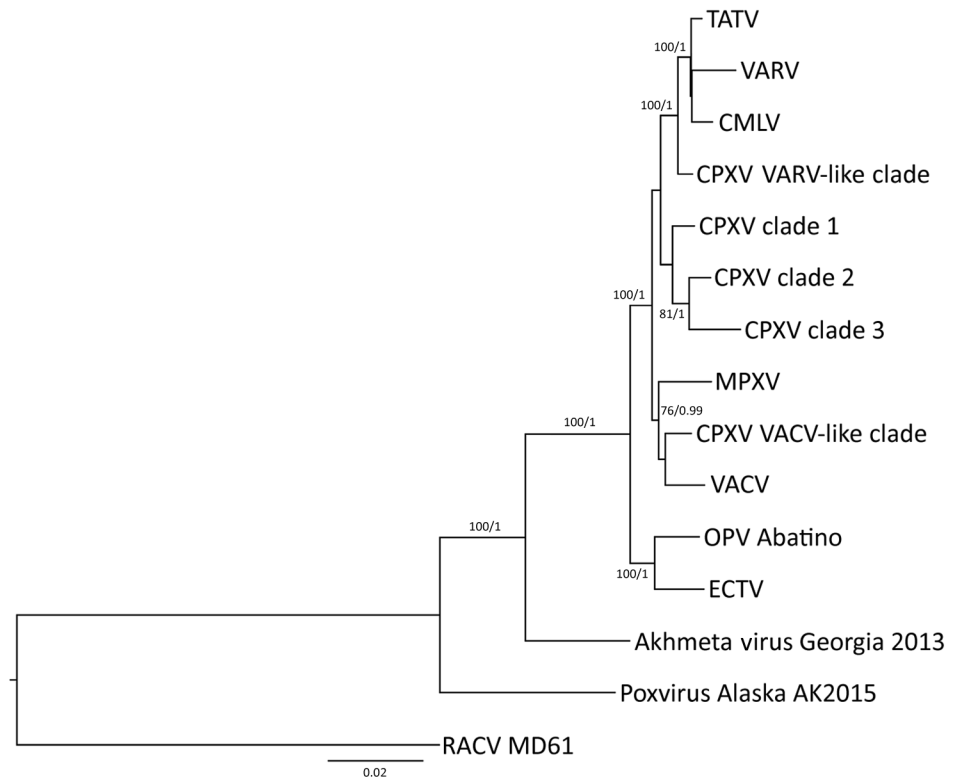 TATV
100/1
VARV
100/1
CMLV
CPXV VARV-like clade
CPXV clade 1
CPXV clade 2
100/1
81/1
CPXV clade 3
MPXV
76/0.99
100/1
CPXV VACV-like clade
VACV
100/1
OPV Abatino
100/1
ECTV
Akhmeta virus Georgia 2013
Poxvirus Alaska AK2015
RACV MD61
0.02